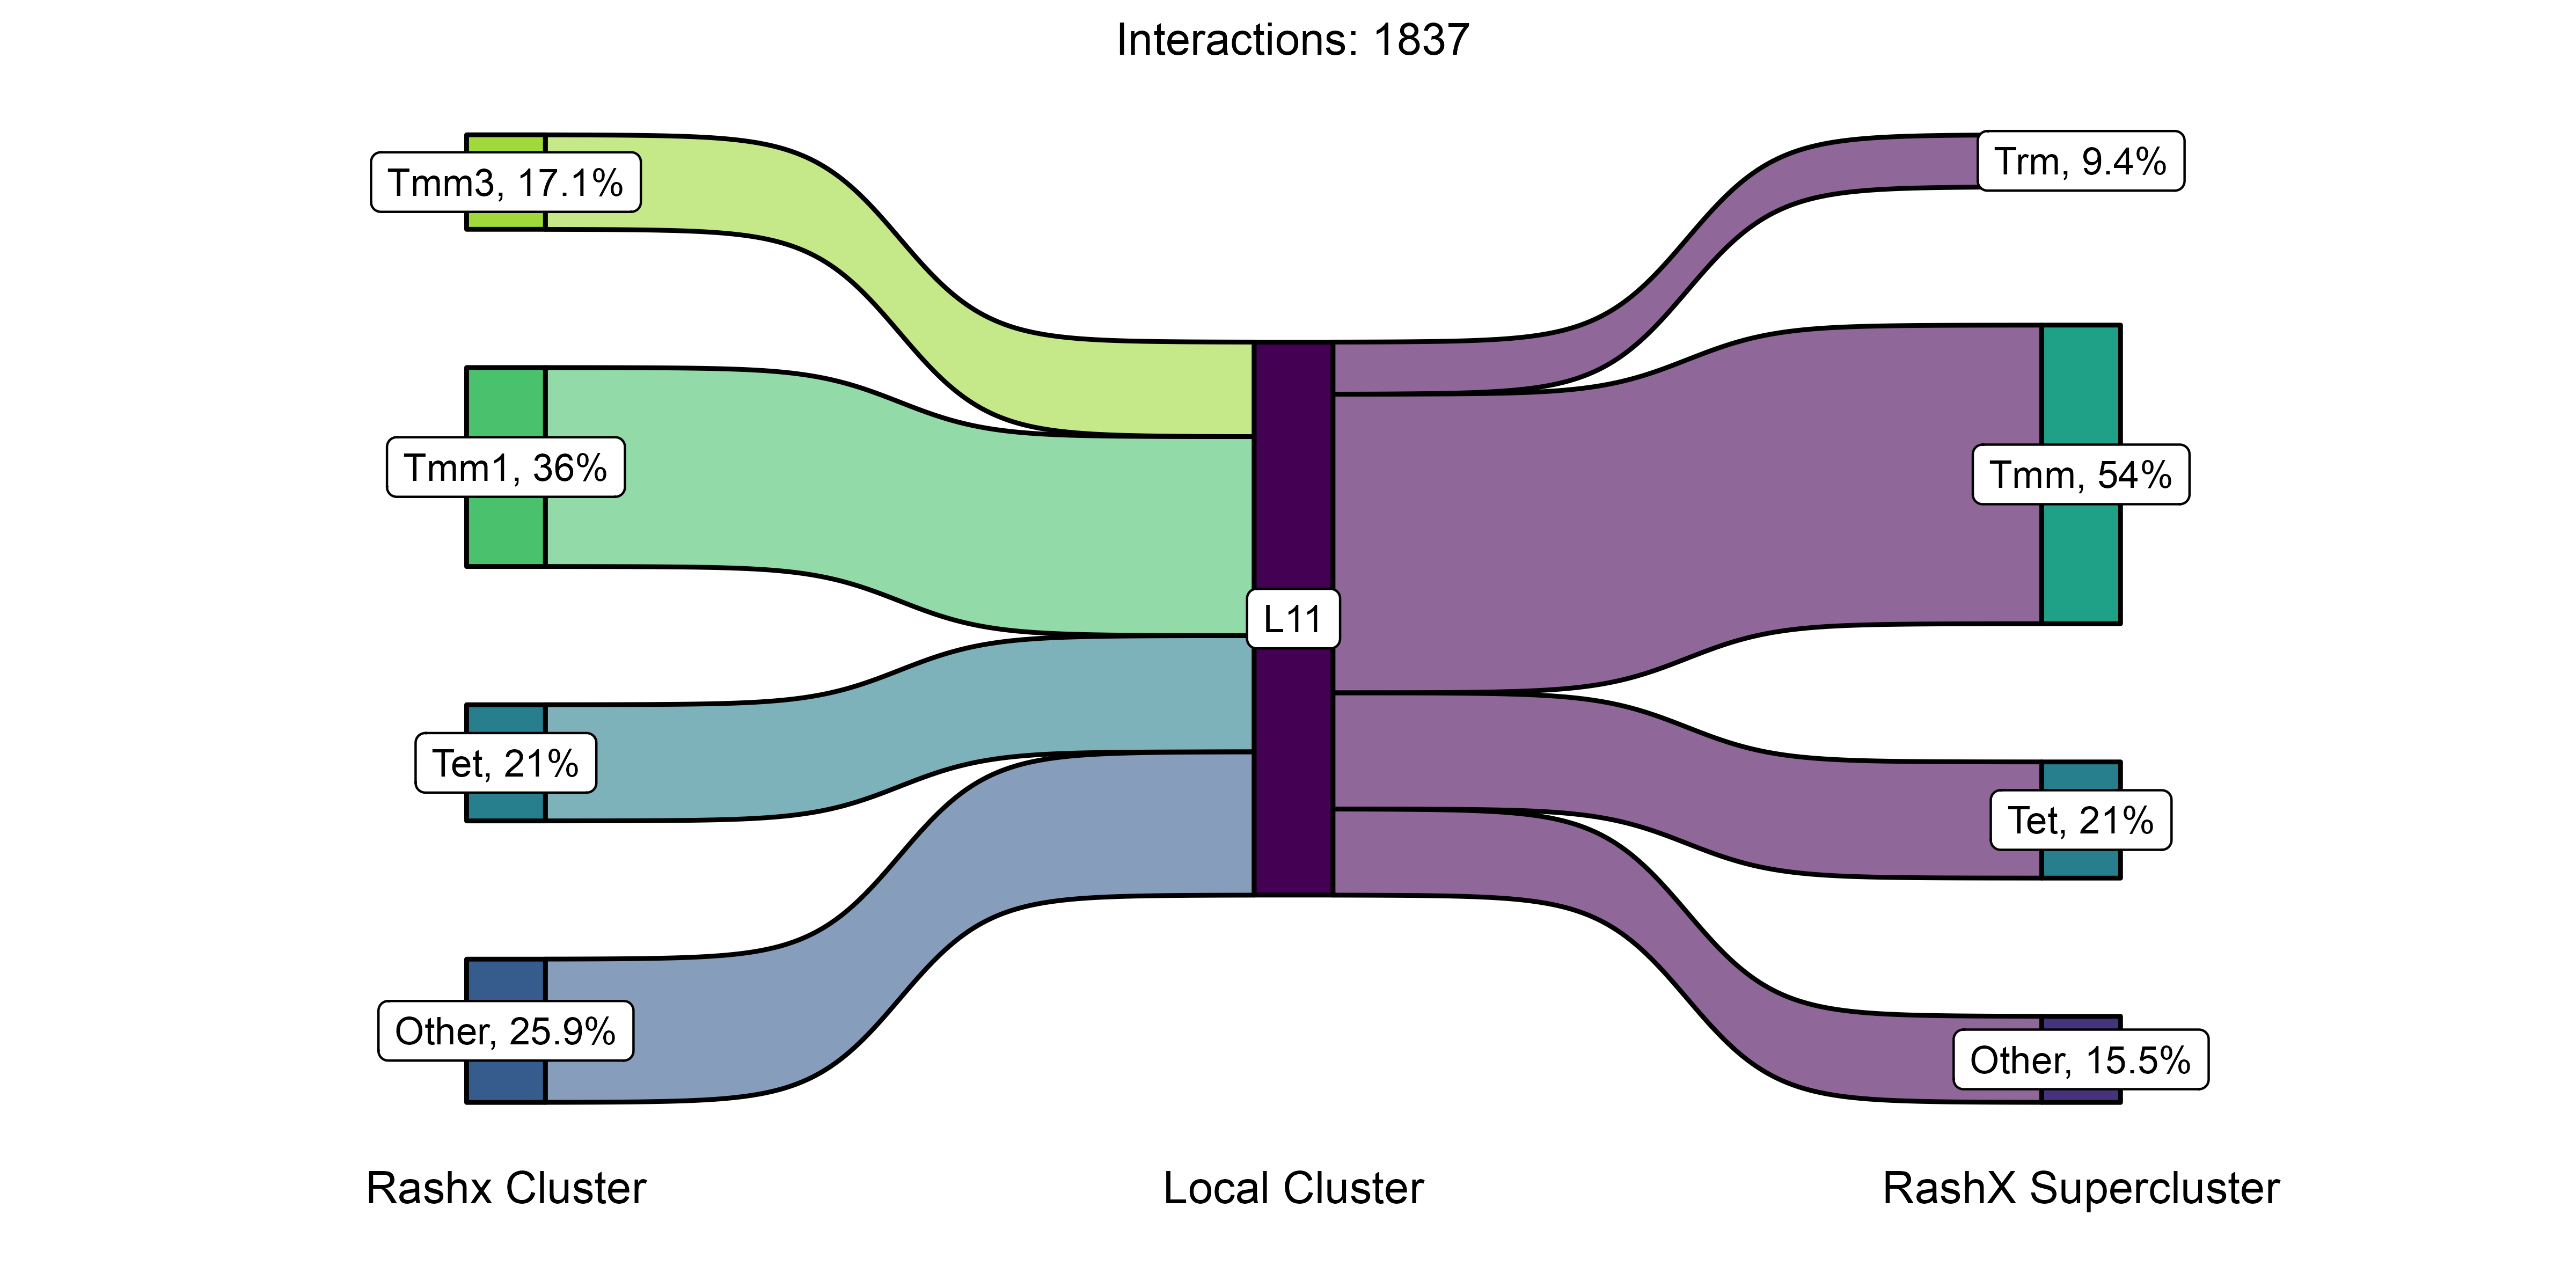 Interactions: 1837
Tmm3, 17.1%
Tmm1, 36%
Tet, 21%
Other, 25.9%
L11
Trm, 9.4%
Tmm, 54%
Tet, 21%
Other, 15.5%
Rashx Cluster
Local Cluster
RashX Supercluster